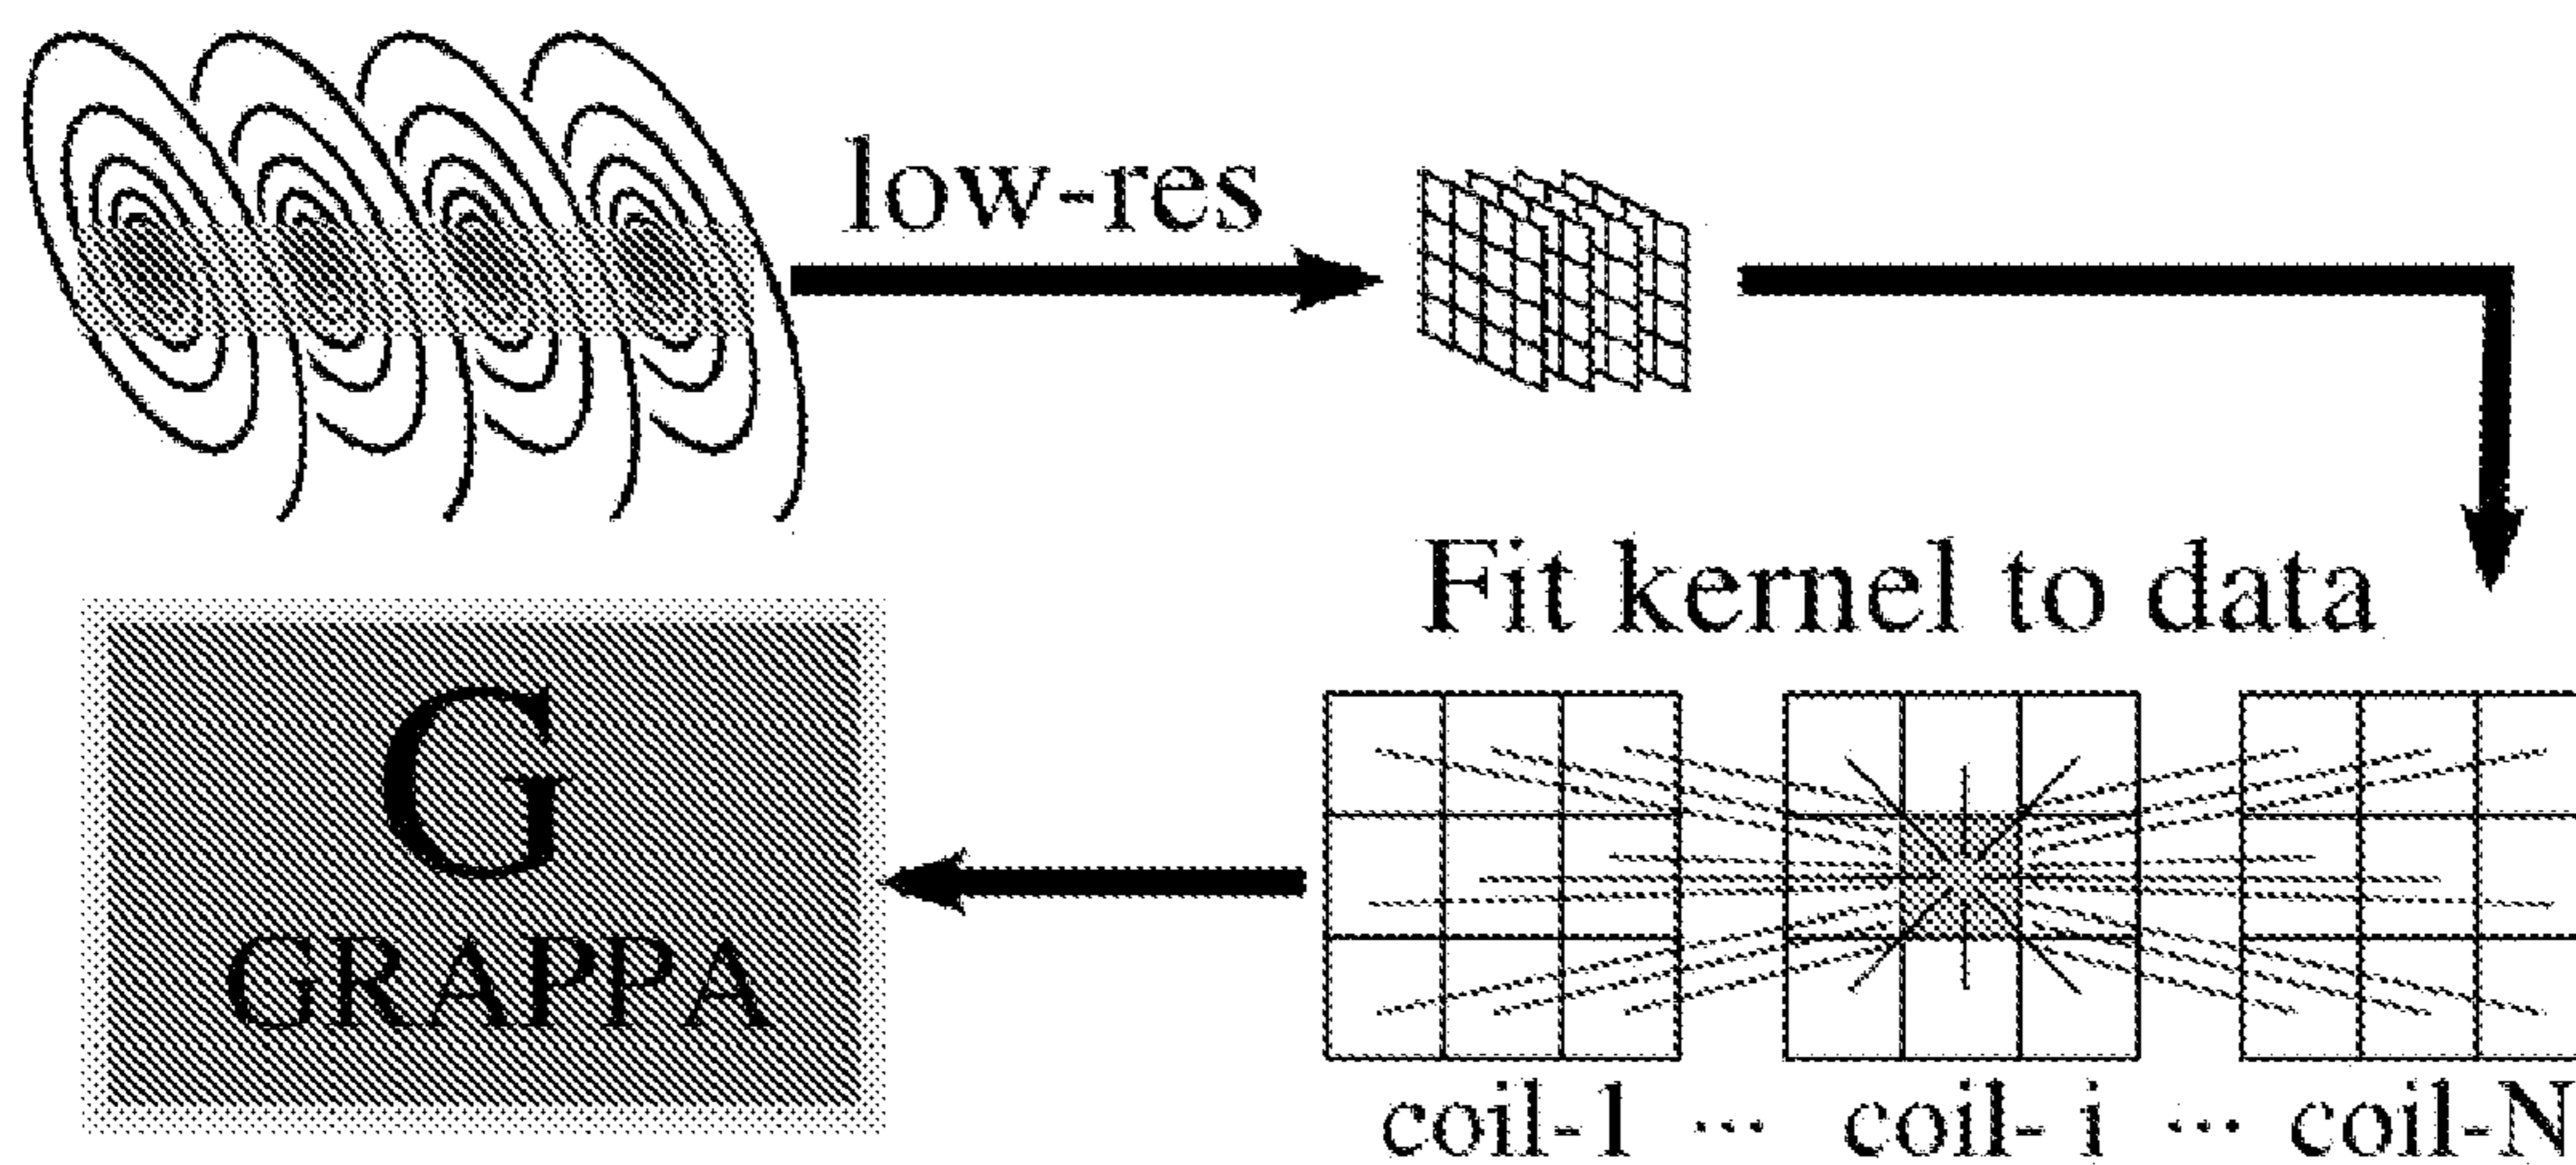 low-res
Fit kernel to data
G
GRAPPA
coil-1 ... coil- i ... coil-N